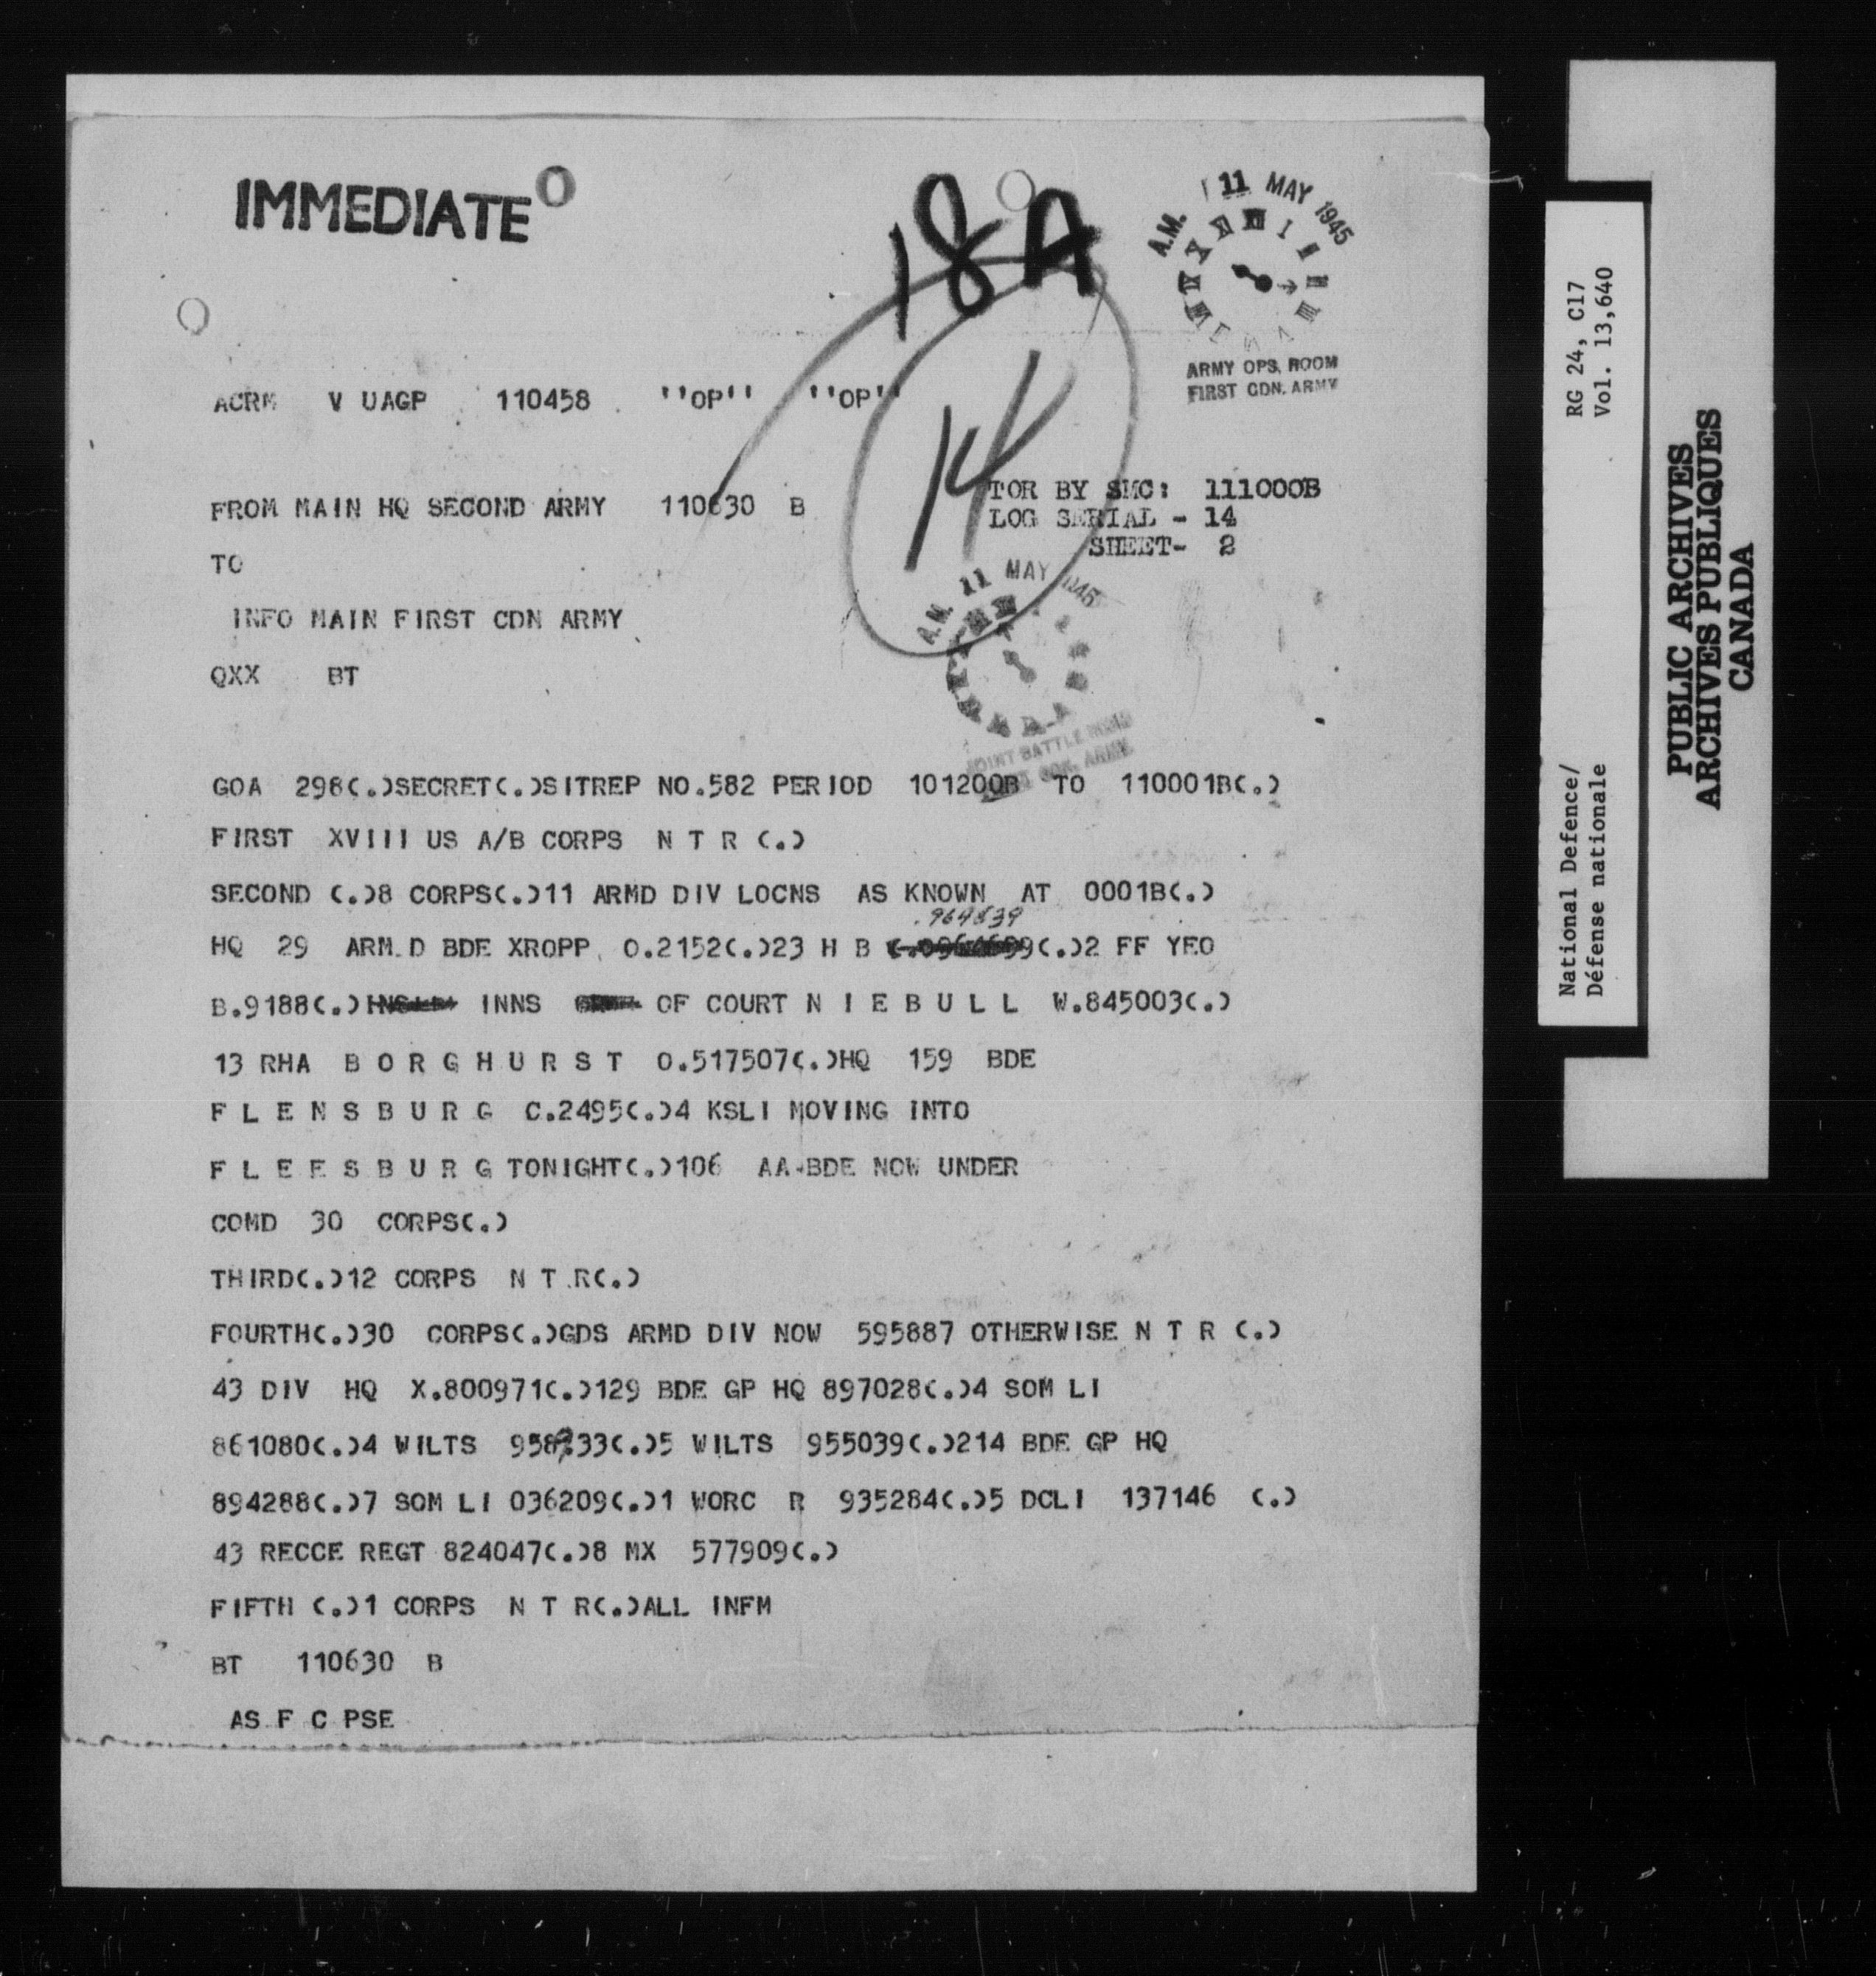 IMMEDIATE
18A
A.M. 11 MAY 1945
ARMY OPS. ROOM
FIRST CDN. ARMY
ACRM V UAGP 110458 ''OP'' ''OP''
14
FROM MAIN HQ SECOND ARMY 110630 B
TOR BY SMC: 111000B
LOG SERIAL - 14
SHEET- 2
TO
INFO MAIN FIRST CDN ARMY
A.M. 11 MAY 1945
JOINT BATTLE ROOM
CDN. ARMY
QXX BT
GOA 298(.)SECRET(.)SITREP NO.582 PERIOD 101200B TO 110001B(.)
FIRST XVIII US A/B CORPS N T R (.)
SECOND (.)8 CORPS(.)11 ARMD DIV LOCNS AS KNOWN AT 0001B(.)
.964839
HQ 29 ARM.D BDE XROPP, O.2152(.)23 H B 9(.)2 FF YEO
B.9188(.) INNS OF COURT N I E B U L L W.845003(.)
13 RHA B O R G H U R S T O.517507(.)HQ 159 BDE
F L E N S B U R G C.2495(.)4 KSLI MOVING INTO
F L E E S B U R G TONIGHT(.)106 AA-BDE NOW UNDER
COMD 30 CORPS(.)
THIRD(.)12 CORPS N T R(.)
FOURTH(.)30 CORPS(.)GDS ARMD DIV NOW 595887 OTHERWISE N T R (.)
43 DIV HQ X.800971(.)129 BDE GP HQ 897028(.)4 SOM LI
861080(.)4 WILTS (.)5 WILTS 955039(.)214 BDE GP HQ
894288(.)7 SOM LI 036209(.)1 WORC R 935284(.)5 DCLI 137146 (.)
43 RECCE REGT 824047(.)8 MX 577909(.)
FIFTH (.)1 CORPS N T R(.)ALL INFM
BT 110630 B
AS F C PSE
RG 24, C17
Vol. 13,640
National Defence/
Défense nationale
PUBLIC ARCHIVES
ARCHIVES PUBLIQUES
CANADA